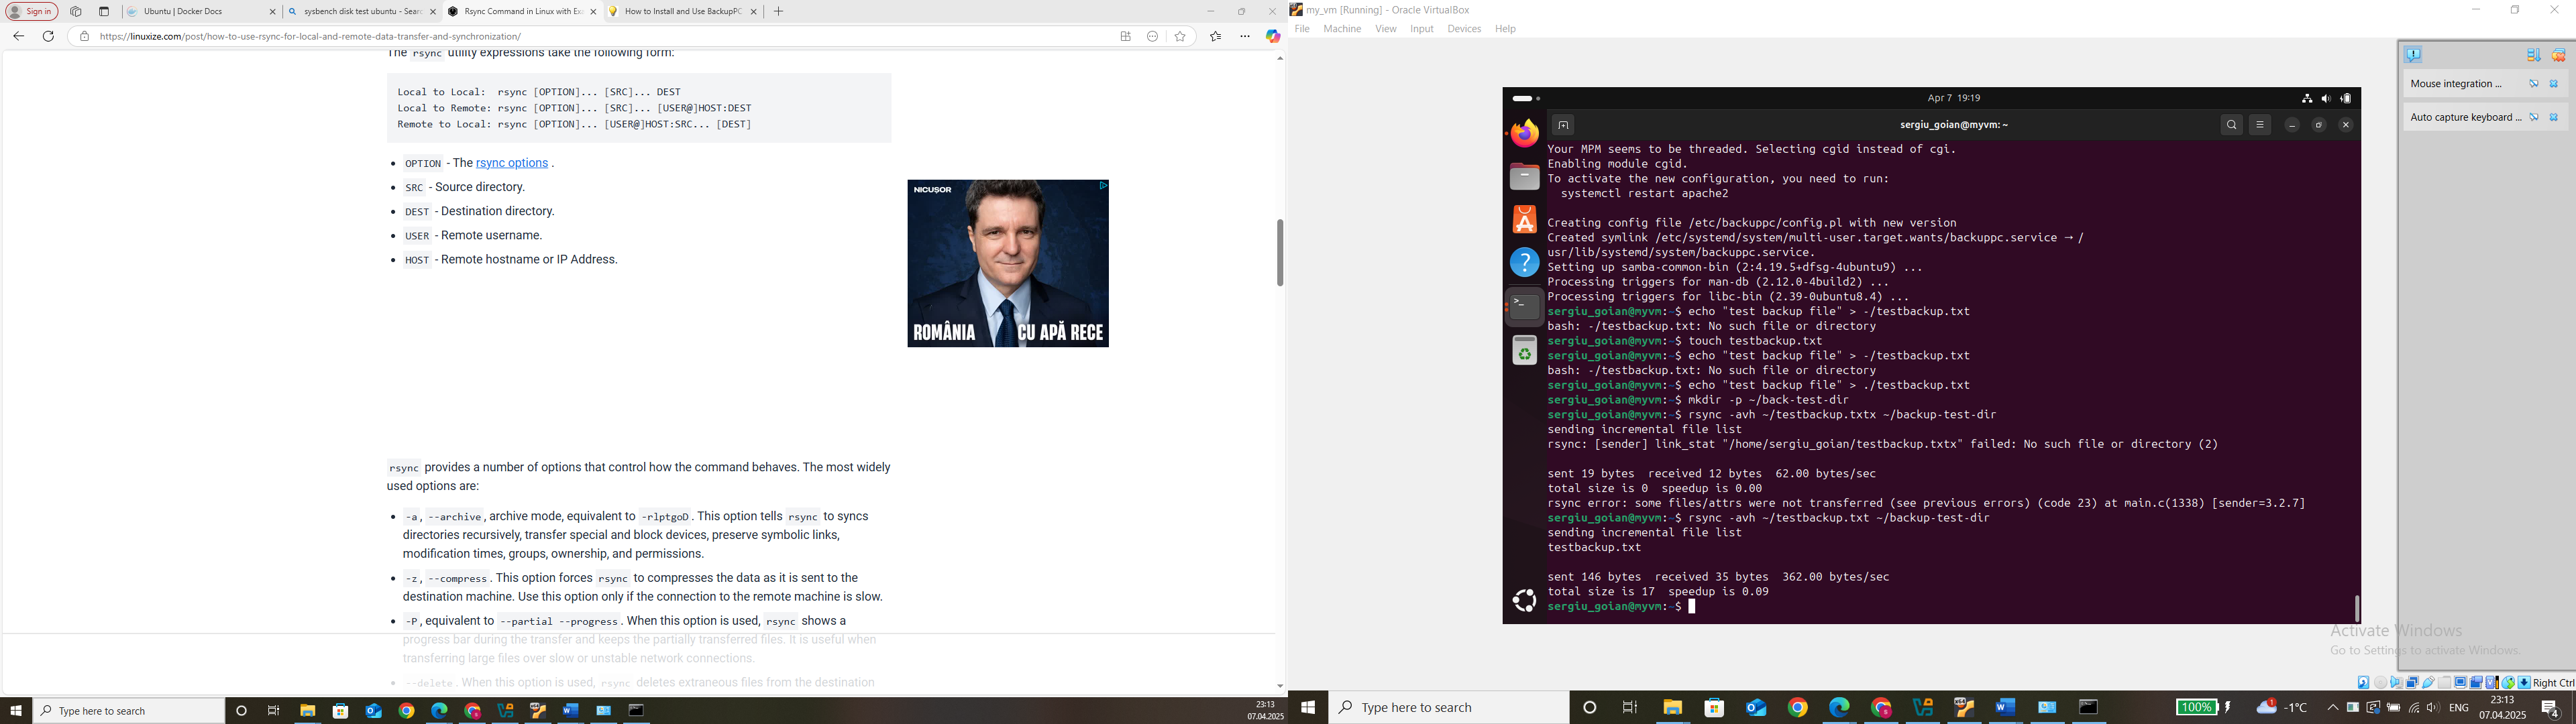 Sign in
Ubuntu | Docker Docs
sysbench disk test ubuntu - Searc
Rsync Command in Linux with Exa
How to Install and Use BackupPC
https://linuxize.com/post/how-to-use-rsync-for-local-and-remote-data-transfer-and-synchronization/
The rsync utility expressions take the following form:
Local to Local:  rsync [OPTION]... [SRC]... DEST
Local to Remote: rsync [OPTION]... [SRC]... [USER@]HOST:DEST
Remote to Local: rsync [OPTION]... [USER@]HOST:SRC... [DEST]
OPTION - The rsync options .
SRC - Source directory.
DEST - Destination directory.
USER - Remote username.
HOST - Remote hostname or IP Address.
NICUȘOR
ROMÂNIA CU APĂ RECE
rsync provides a number of options that control how the command behaves. The most widely
used options are:
-a, --archive, archive mode, equivalent to -rlptgoD. This option tells rsync to syncs
directories recursively, transfer special and block devices, preserve symbolic links,
modification times, groups, ownership, and permissions.
-z, --compress. This option forces rsync to compresses the data as it is sent to the
destination machine. Use this option only if the connection to the remote machine is slow.
-P, equivalent to --partial --progress. When this option is used, rsync shows a
progress bar during the transfer and keeps the partially transferred files. It is useful when
transferring large files over slow or unstable network connections.
--delete. When this option is used, rsync deletes extraneous files from the destination
Type here to search
23:13
07.04.2025
my_vm [Running] - Oracle VirtualBox
File Machine View Input Devices Help
Apr 7 19:19
sergiu_goian@myvm: ~
Your MPM seems to be threaded. Selecting cgid instead of cgi.
Enabling module cgid.
To activate the new configuration, you need to run:
  systemctl restart apache2
Creating config file /etc/backuppc/config.pl with new version
Created symlink /etc/systemd/system/multi-user.target.wants/backuppc.service → /
usr/lib/systemd/system/backuppc.service.
Setting up samba-common-bin (2:4.19.5+dfsg-4ubuntu9) ...
Processing triggers for man-db (2.12.0-4build2) ...
Processing triggers for libc-bin (2.39-0ubuntu8.4) ...
sergiu_goian@myvm:~$ echo "test backup file" > -/testbackup.txt
bash: -/testbackup.txt: No such file or directory
sergiu_goian@myvm:~$ touch testbackup.txt
sergiu_goian@myvm:~$ echo "test backup file" > -/testbackup.txt
bash: -/testbackup.txt: No such file or directory
sergiu_goian@myvm:~$ echo "test backup file" > ./testbackup.txt
sergiu_goian@myvm:~$ mkdir -p ~/back-test-dir
sergiu_goian@myvm:~$ rsync -avh ~/testbackup.txtx ~/backup-test-dir
sending incremental file list
rsync: [sender] link_stat "/home/sergiu_goian/testbackup.txtx" failed: No such file or directory (2)
sent 19 bytes  received 12 bytes  62.00 bytes/sec
total size is 0  speedup is 0.00
rsync error: some files/attrs were not transferred (see previous errors) (code 23) at main.c(1338) [sender=3.2.7]
sergiu_goian@myvm:~$ rsync -avh ~/testbackup.txt ~/backup-test-dir
sending incremental file list
testbackup.txt
sent 146 bytes  received 35 bytes  362.00 bytes/sec
total size is 17  speedup is 0.09
sergiu_goian@myvm:~$
Mouse integration ...
Auto capture keyboard ...
Activate Windows
Go to Settings to activate Windows.
Right Ctrl
Type here to search
100%
-1°C
ENG
23:13
07.04.2025
4